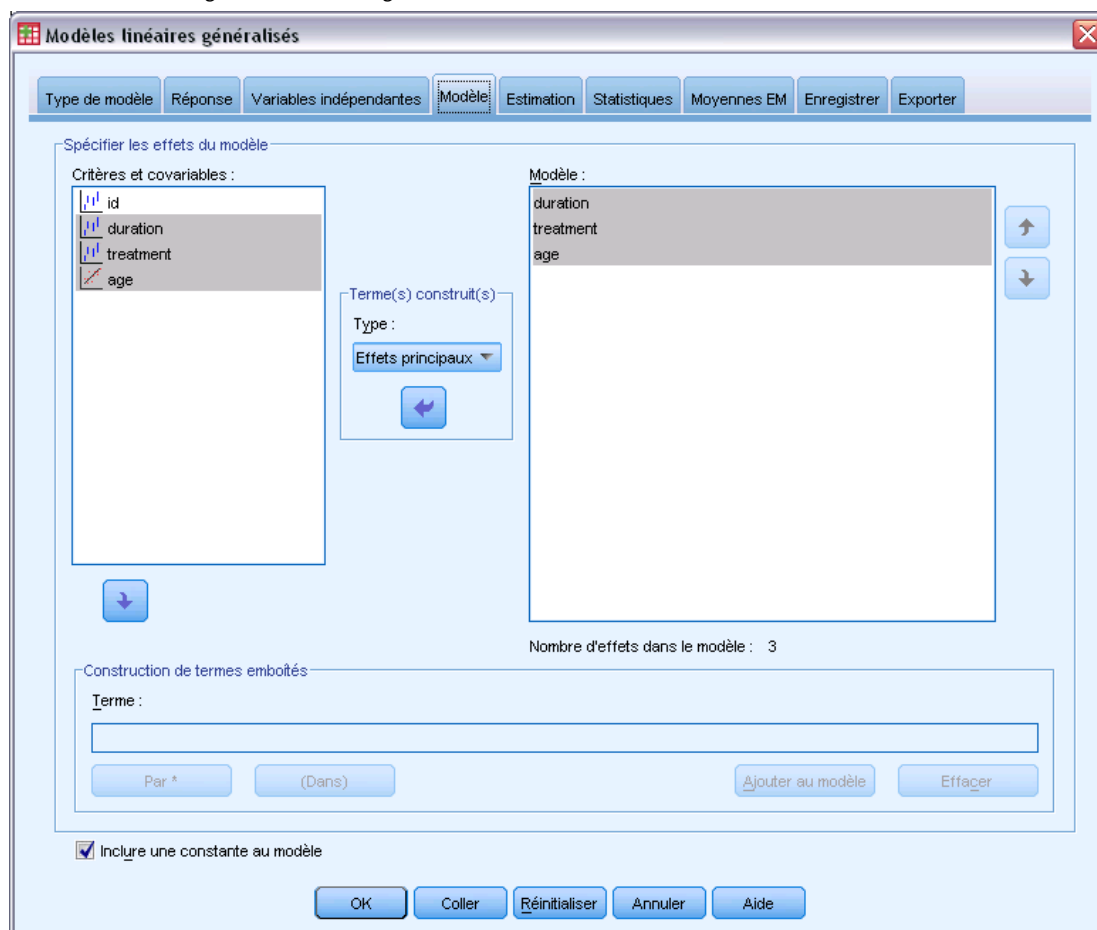 Modèles linéaires généralisés
Type de modèle Réponse Variables indépendantes Modèle Estimation Statistiques Moyennes EM Enregistrer Exporter
Spécifier les effets du modèle
Critères et covariables :
id
duration
treatment
age
Terme(s) construit(s)
Type :
Effets principaux
Modèle :
duration
treatment
age
Nombre d'effets dans le modèle : 3
Construction de termes emboîtés
Terme :
Par * (Dans) Ajouter au modèle Effacer
Inclure une constante au modèle
OK Coller Réinitialiser Annuler Aide